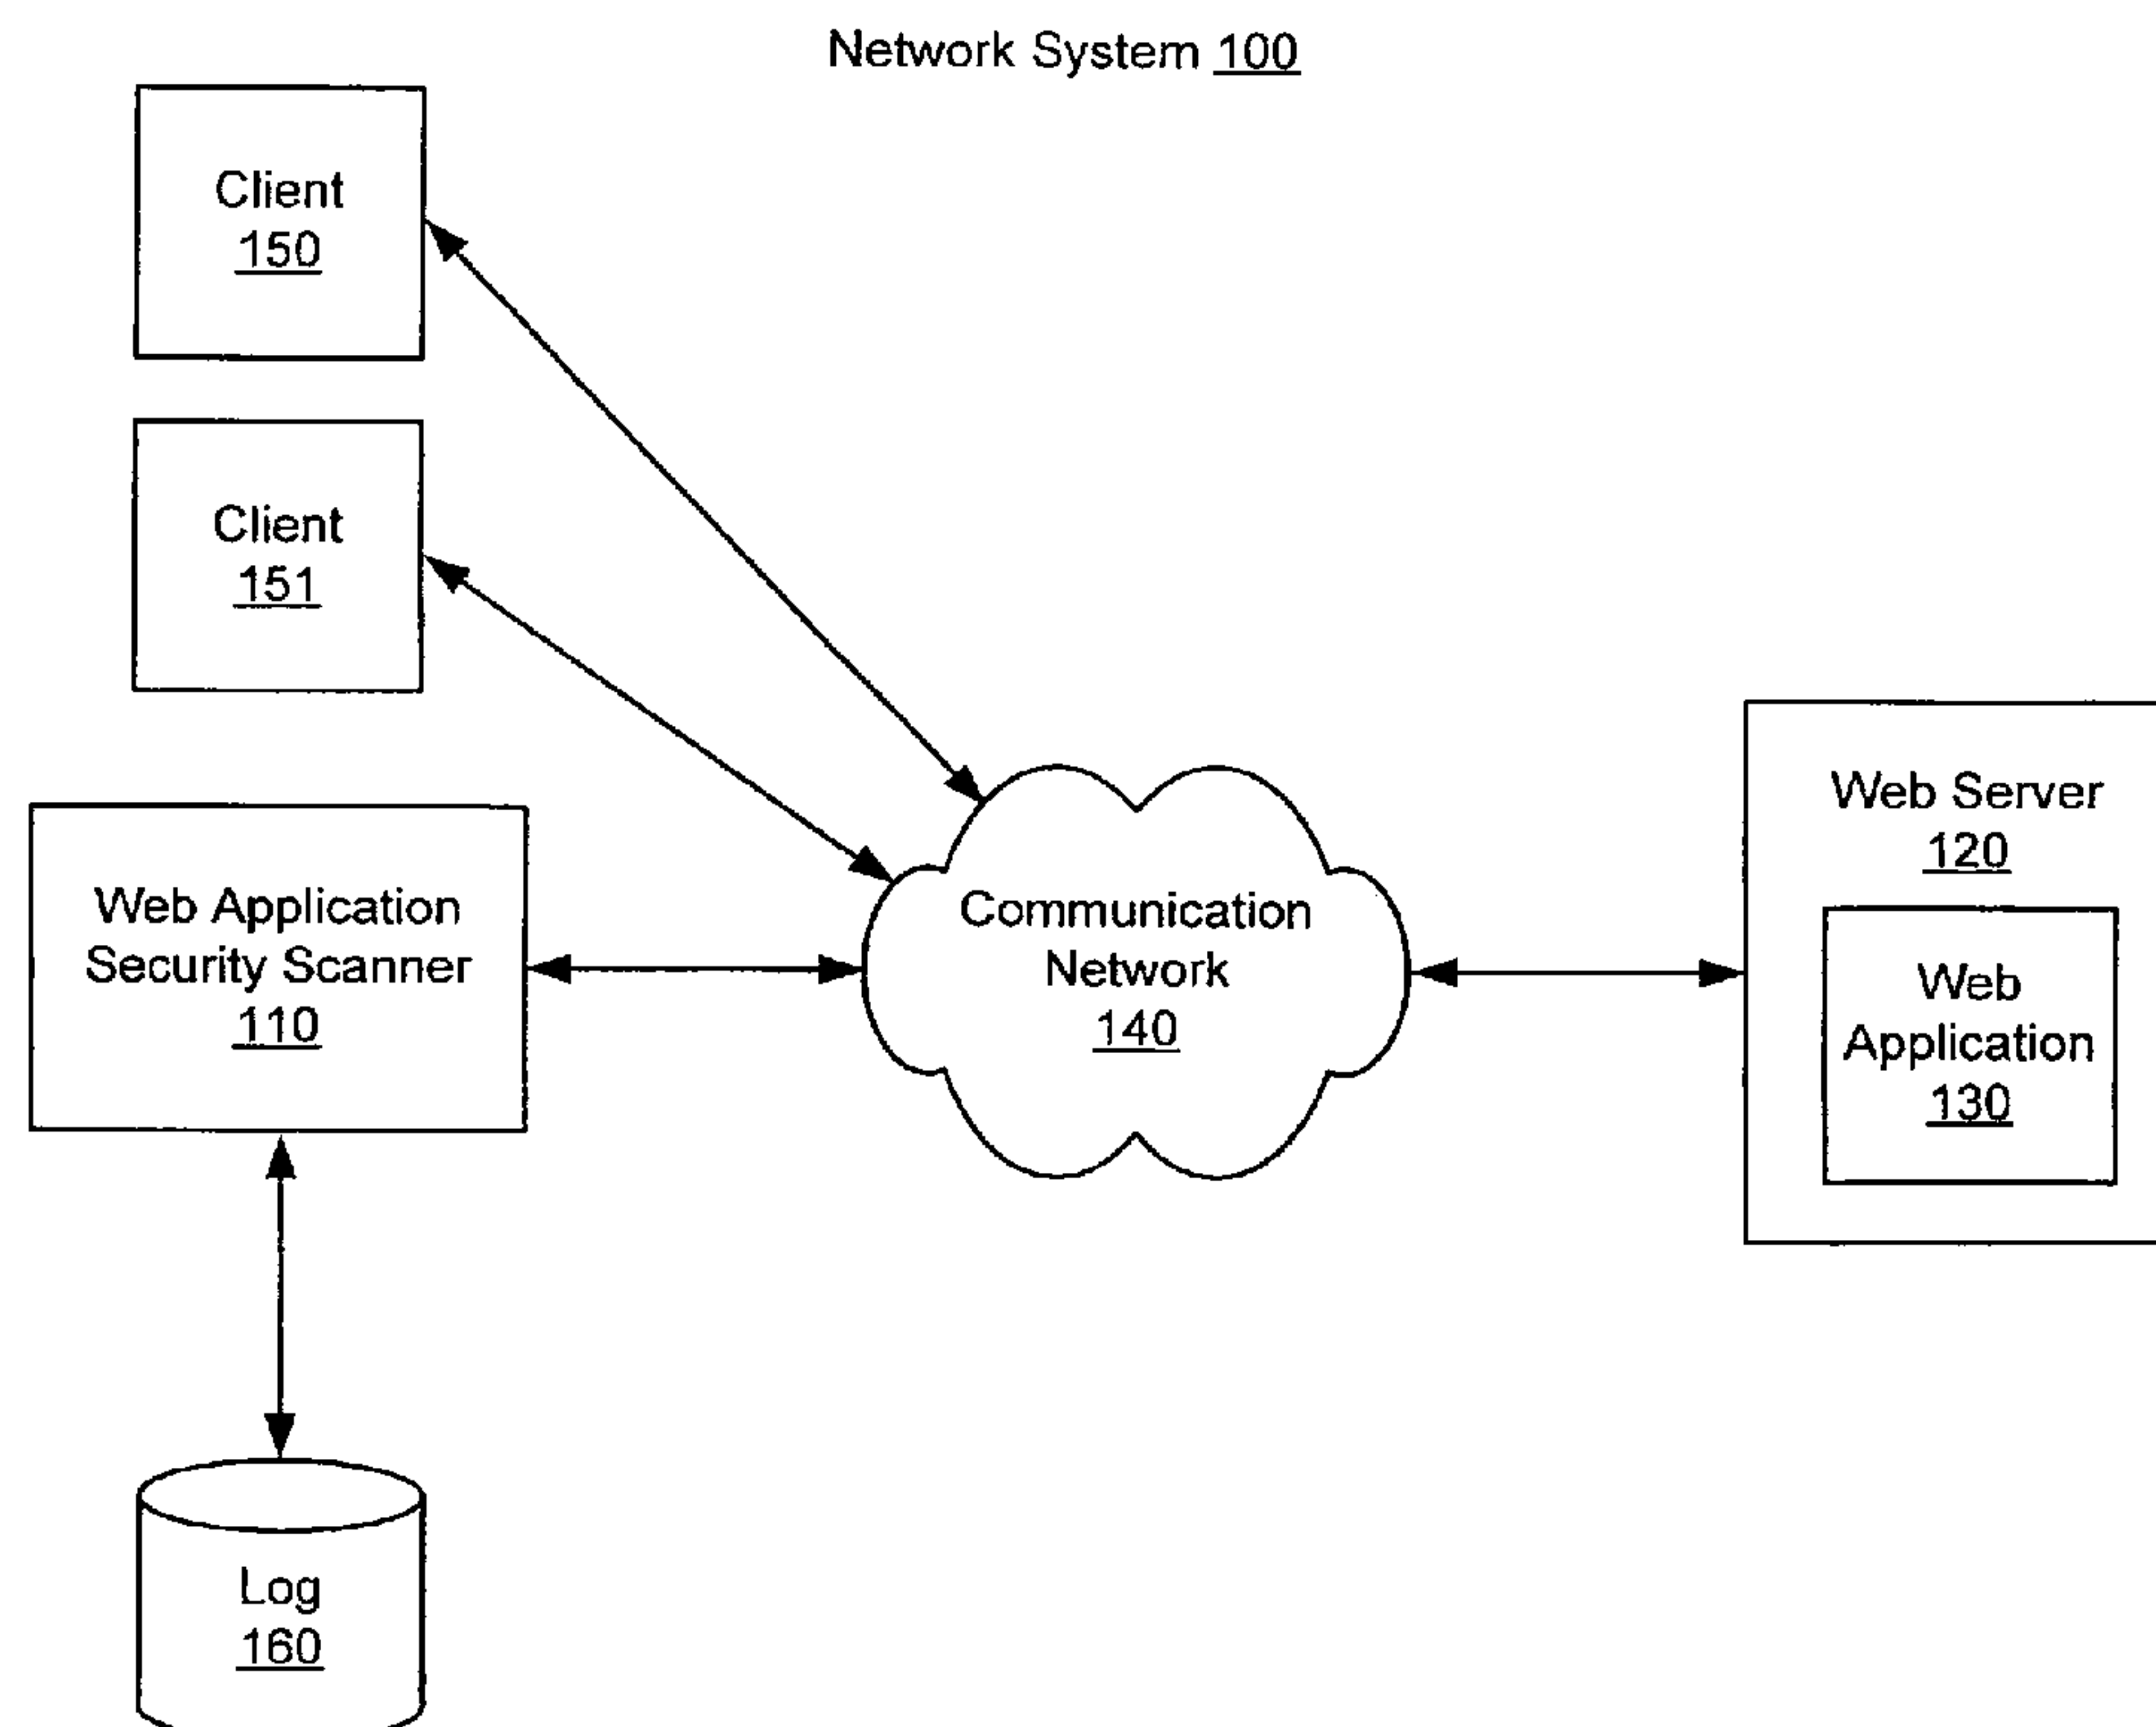 Network System 100
Client
150
Client
151
Web Application
Security Scanner
110
Communication
Network
140
Web Server
120
Web
Application
130
Log
160